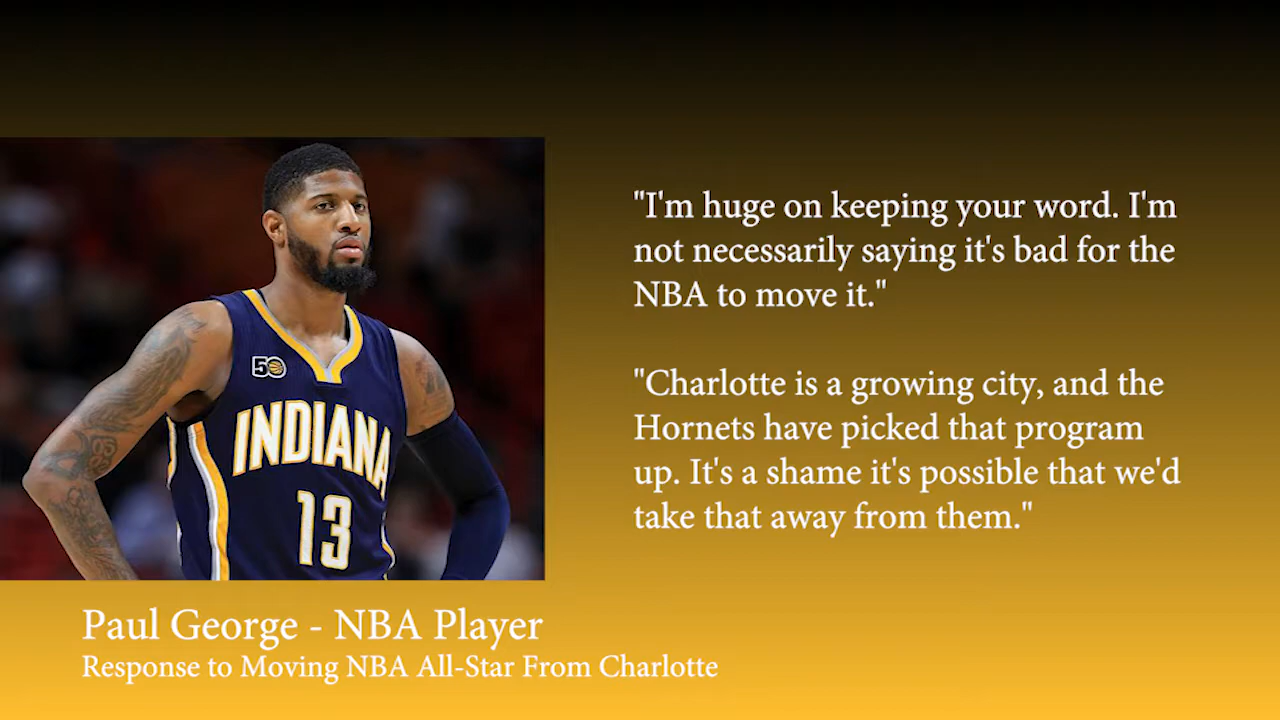 "I'm huge on keeping your word. I'm
not necessarily saying it's bad for the
NBA to move it."
"Charlotte is a growing city, and the
Hornets have picked that program
up. It's a shame it's possible that we'd
take that away from them."
50
INDIANA
13
Paul George - NBA Player
Response to Moving NBA All-Star From Charlotte